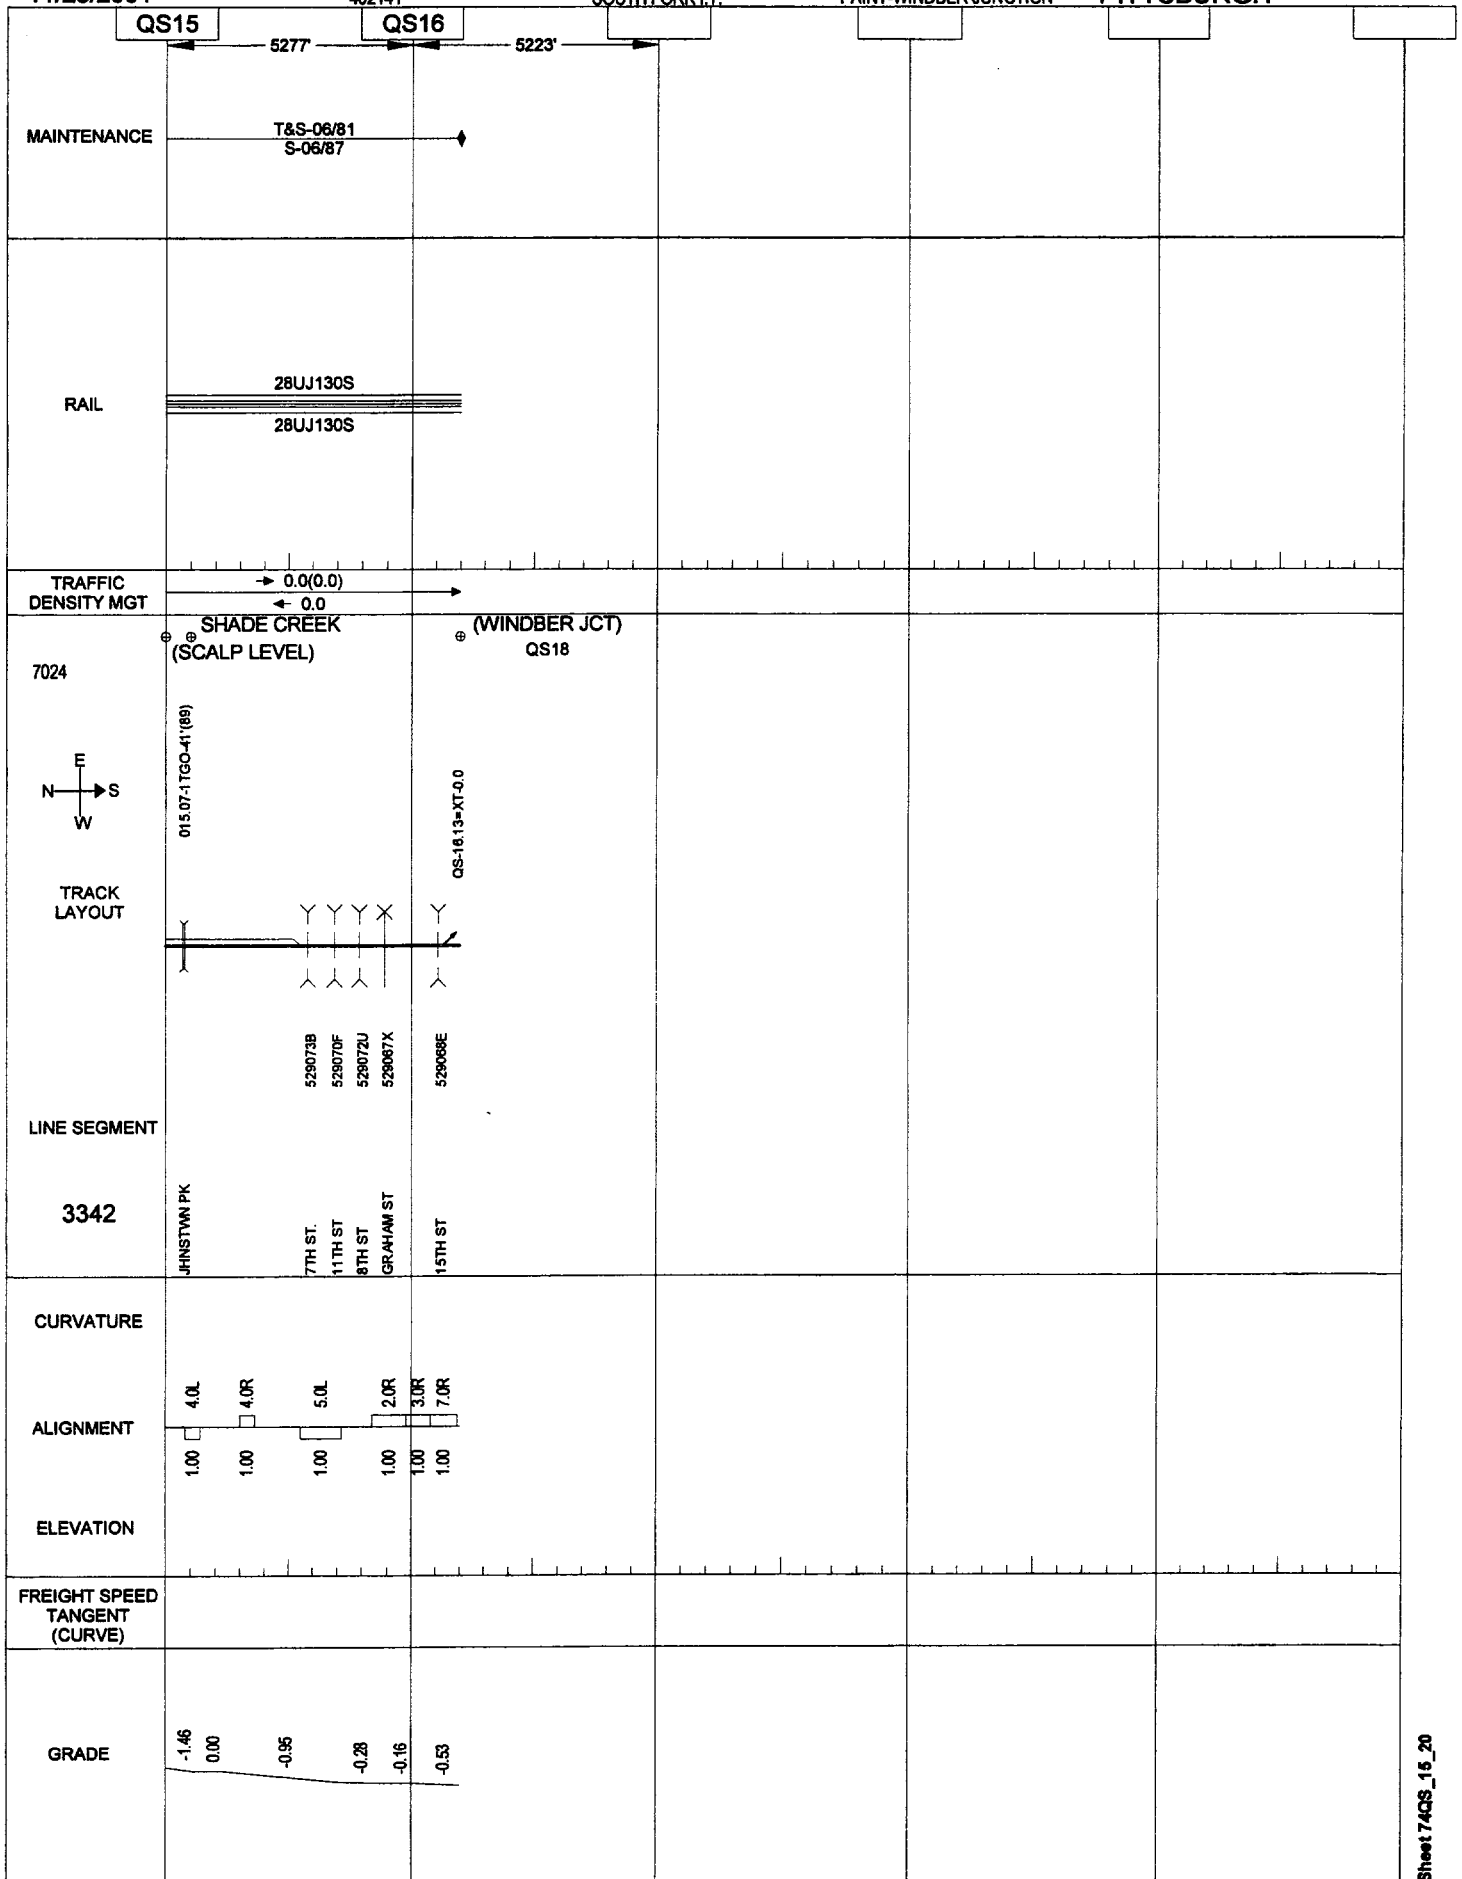 QS15 QS16
5277' 5223'
MAINTENANCE
T&S-06/81
S-06/87
RAIL
28UJ130S
28UJ130S
TRAFFIC
DENSITY MGT
0.0(0.0)
0.0
SHADE CREEK
(SCALP LEVEL)
(WINDBER JCT)
QS18
7024
E
N S
W
015.07-1 TGO-41'(89)
QS-16.13=XT-0.0
TRACK
LAYOUT
529073B
529070F
529072U
529067X
529068E
LINE SEGMENT
3342
JHNSTWN PK
7TH ST.
11TH ST
8TH ST
GRAHAM ST
15TH ST
CURVATURE
4.0L
4.0R
5.0L
2.0R
3.0R
7.0R
ALIGNMENT
1.00
1.00
1.00
1.00
1.00
1.00
ELEVATION
FREIGHT SPEED
TANGENT
(CURVE)
GRADE
-1.46
0.00
-0.95
-0.28
-0.16
-0.53
Sheet 74QS_15_20